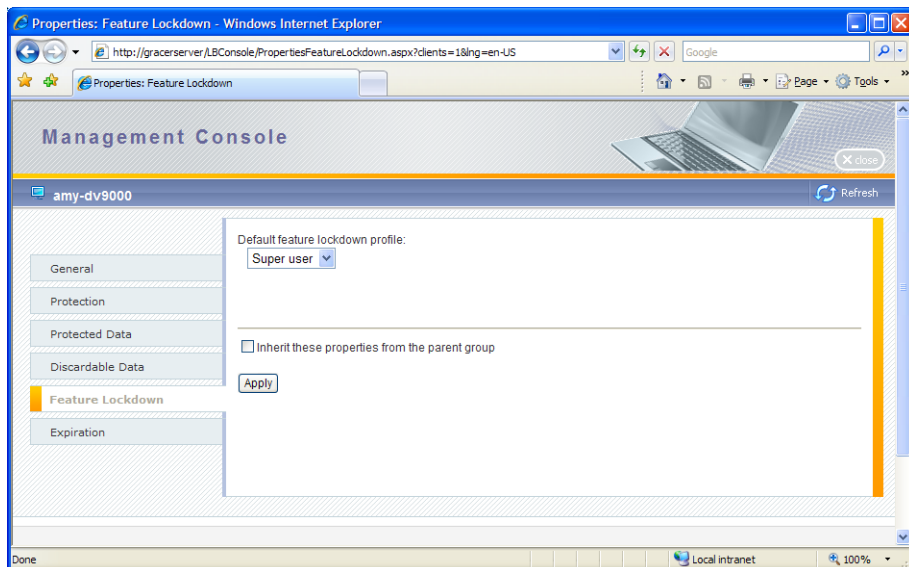 Properties: Feature Lockdown - Windows Internet Explorer
http://gracerserver/LBConsole/PropertiesFeatureLockdown.aspx?clients=1&lng=en-US
Google
Properties: Feature Lockdown
Page
Tools
Management Console
X close
amy-dv9000
Refresh
General
Protection
Protected Data
Discardable Data
Feature Lockdown
Expiration
Default feature lockdown profile:
Super user
Inherit these properties from the parent group
Apply
Done
Local intranet
100%